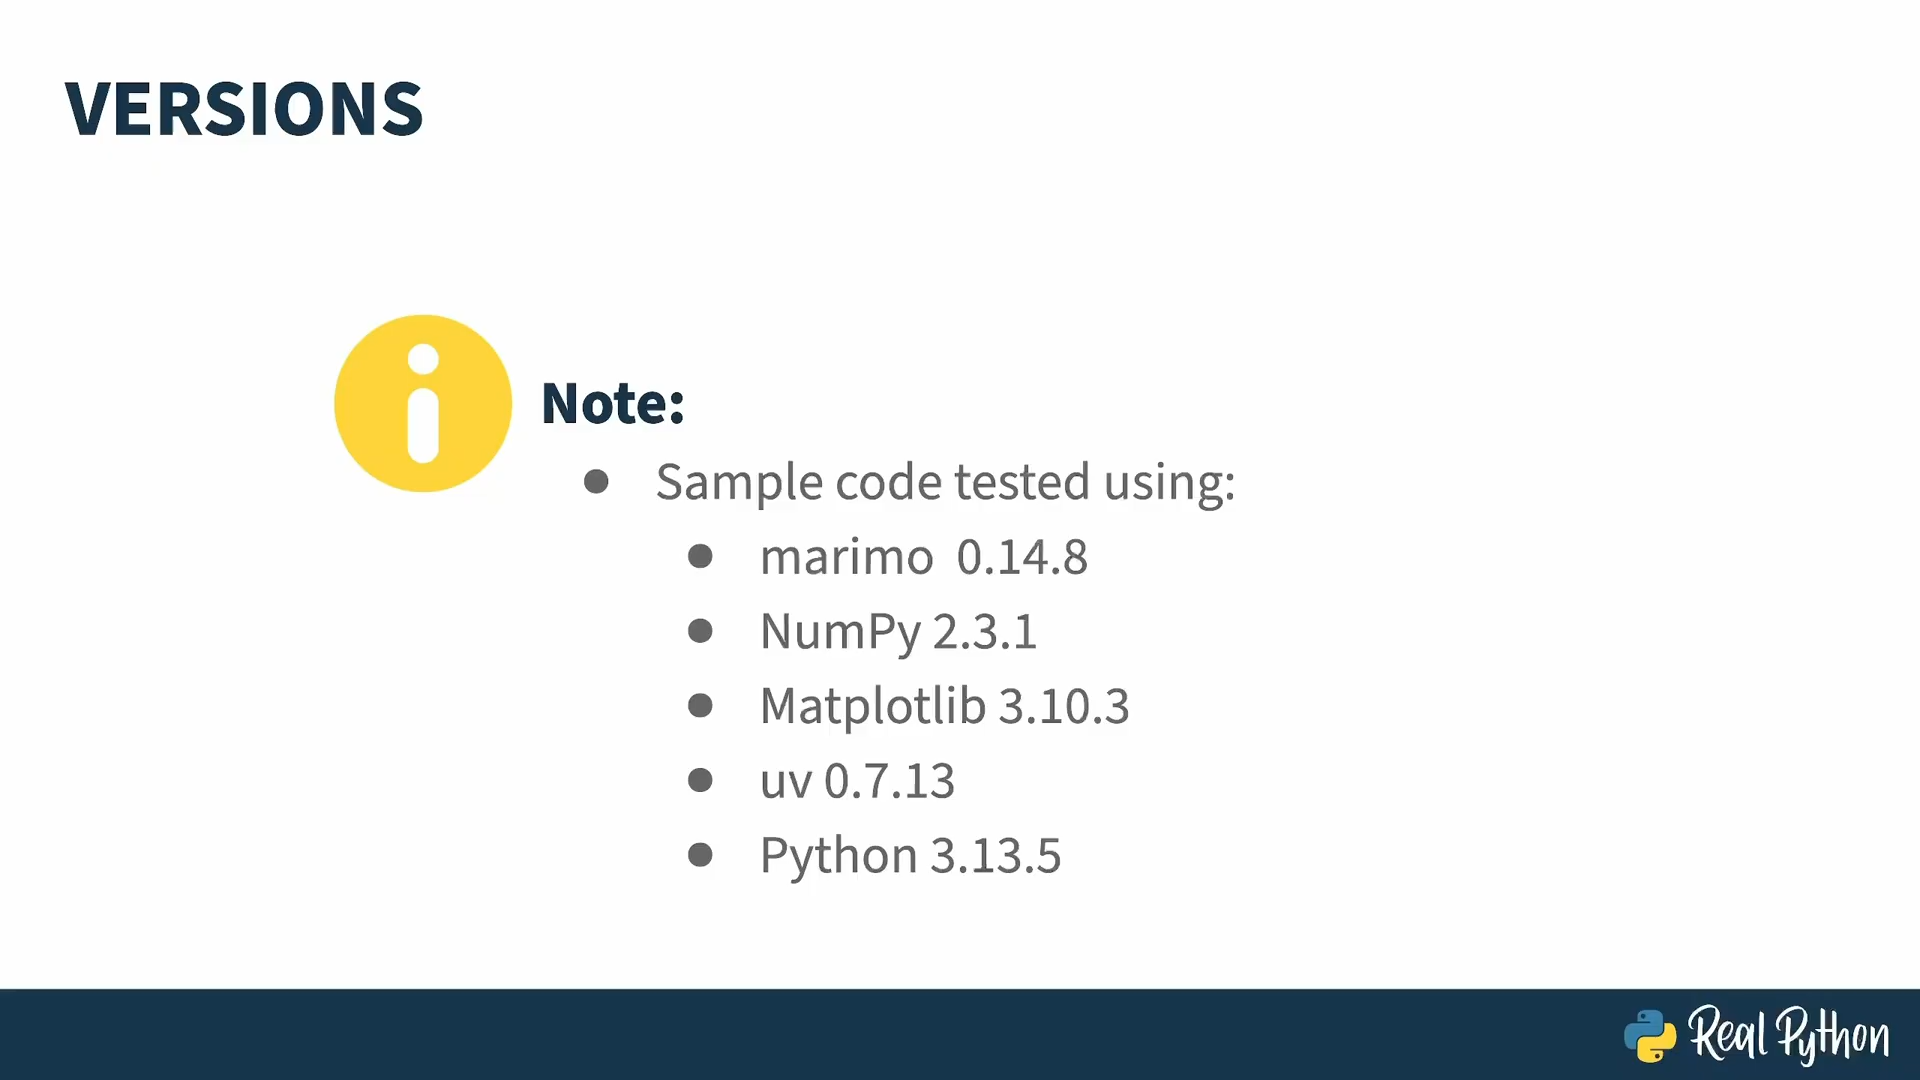 VERSIONS
Note:
Sample code tested using:
marimo  0.14.8
NumPy 2.3.1
Matplotlib 3.10.3
uv 0.7.13
Python 3.13.5
Real Python